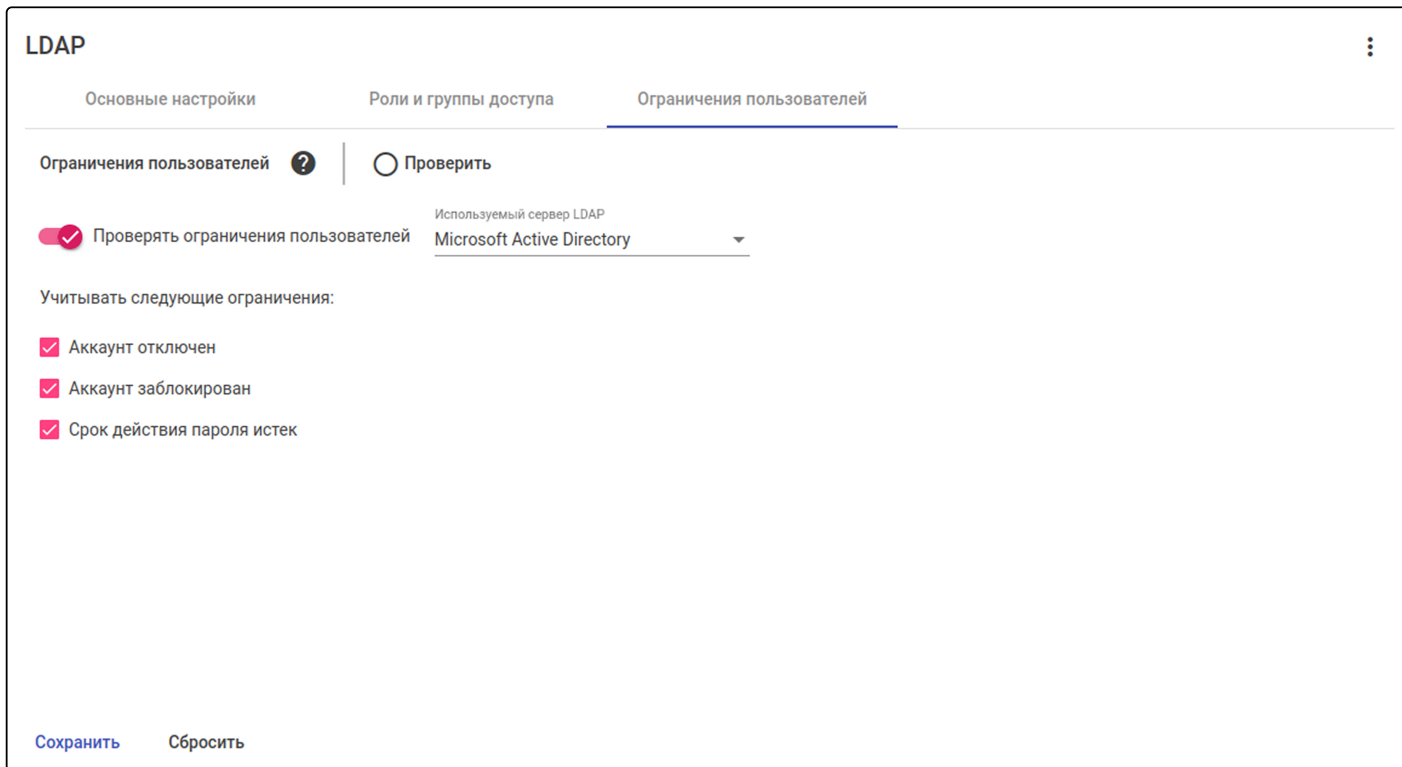 LDAP
Основные настройки Роли и группы доступа Ограничения пользователей
Ограничения пользователей ? Проверить
Используемый сервер LDAP
Проверять ограничения пользователей Microsoft Active Directory
Учитывать следующие ограничения:
Аккаунт отключен
Аккаунт заблокирован
Срок действия пароля истек
Сохранить Сбросить